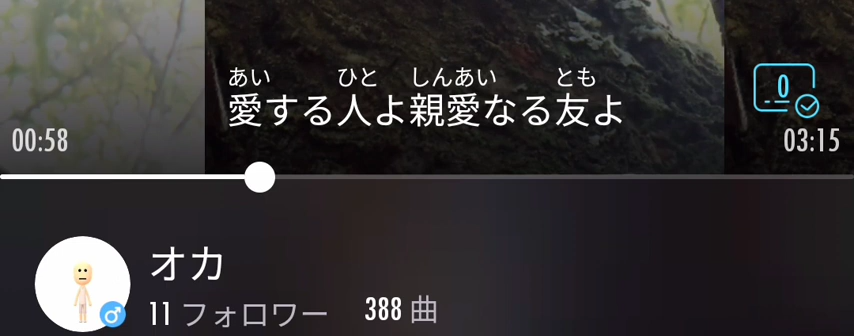 あい ひと しんあい とも
愛する人よ親愛なる友よ
0
00:58
03:15
オカ
11 フォロワー 388 曲